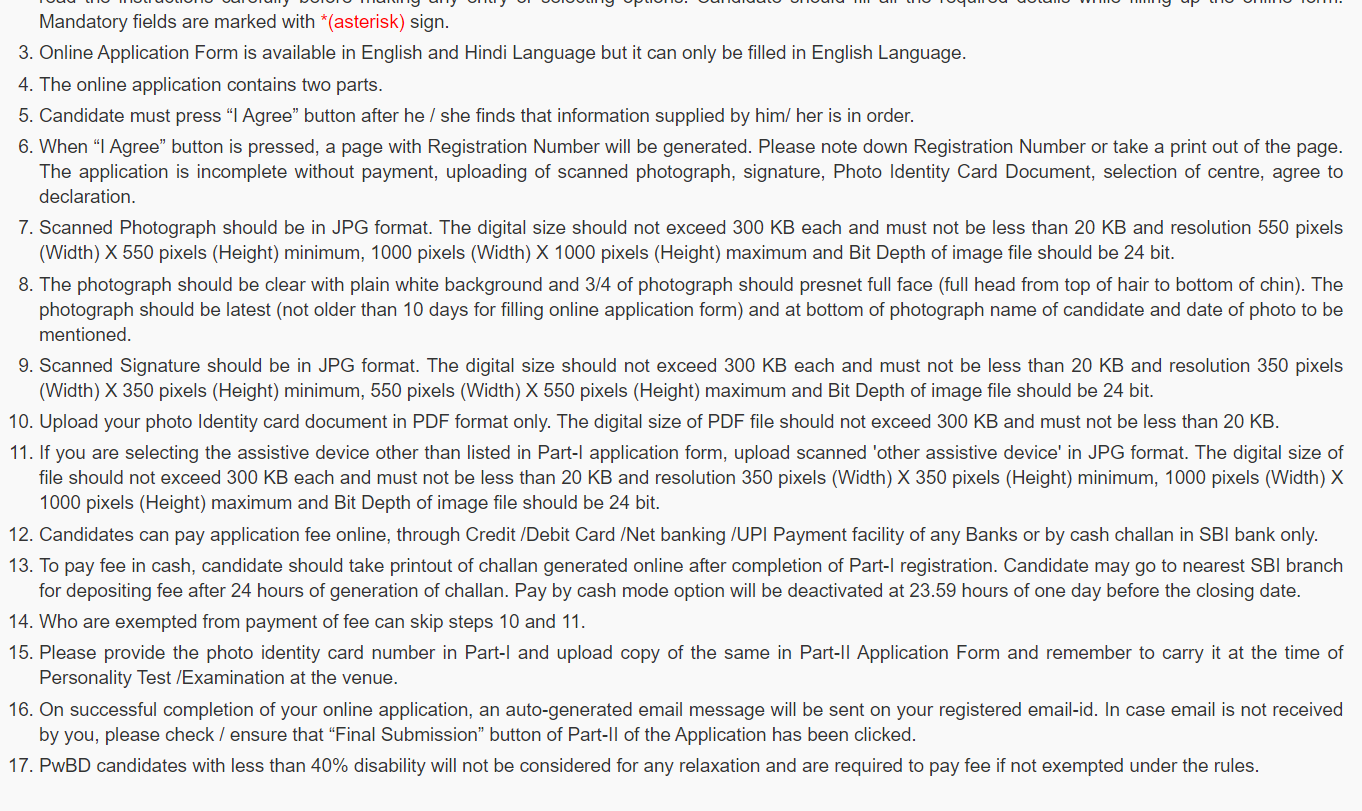 Mandatory fields are marked with *(asterisk) sign.
3. Online Application Form is available in English and Hindi Language but it can only be filled in English Language.
4. The online application contains two parts.
5. Candidate must press “I Agree” button after he / she finds that information supplied by him/ her is in order.
6. When “I Agree” button is pressed, a page with Registration Number will be generated. Please note down Registration Number or take a print out of the page.
The application is incomplete without payment, uploading of scanned photograph, signature, Photo Identity Card Document, selection of centre, agree to
declaration.
7. Scanned Photograph should be in JPG format. The digital size should not exceed 300 KB each and must not be less than 20 KB and resolution 550 pixels
(Width) X 550 pixels (Height) minimum, 1000 pixels (Width) X 1000 pixels (Height) maximum and Bit Depth of image file should be 24 bit.
8. The photograph should be clear with plain white background and 3/4 of photograph should presnet full face (full head from top of hair to bottom of chin). The
photograph should be latest (not older than 10 days for filling online application form) and at bottom of photograph name of candidate and date of photo to be
mentioned.
9. Scanned Signature should be in JPG format. The digital size should not exceed 300 KB each and must not be less than 20 KB and resolution 350 pixels
(Width) X 350 pixels (Height) minimum, 550 pixels (Width) X 550 pixels (Height) maximum and Bit Depth of image file should be 24 bit.
10. Upload your photo Identity card document in PDF format only. The digital size of PDF file should not exceed 300 KB and must not be less than 20 KB.
11. If you are selecting the assistive device other than listed in Part-I application form, upload scanned 'other assistive device' in JPG format. The digital size of
file should not exceed 300 KB each and must not be less than 20 KB and resolution 350 pixels (Width) X 350 pixels (Height) minimum, 1000 pixels (Width) X
1000 pixels (Height) maximum and Bit Depth of image file should be 24 bit.
12. Candidates can pay application fee online, through Credit /Debit Card /Net banking /UPI Payment facility of any Banks or by cash challan in SBI bank only.
13. To pay fee in cash, candidate should take printout of challan generated online after completion of Part-I registration. Candidate may go to nearest SBI branch
for depositing fee after 24 hours of generation of challan. Pay by cash mode option will be deactivated at 23.59 hours of one day before the closing date.
14. Who are exempted from payment of fee can skip steps 10 and 11.
15. Please provide the photo identity card number in Part-I and upload copy of the same in Part-II Application Form and remember to carry it at the time of
Personality Test /Examination at the venue.
16. On successful completion of your online application, an auto-generated email message will be sent on your registered email-id. In case email is not received
by you, please check / ensure that “Final Submission” button of Part-II of the Application has been clicked.
17. PwBD candidates with less than 40% disability will not be considered for any relaxation and are required to pay fee if not exempted under the rules.